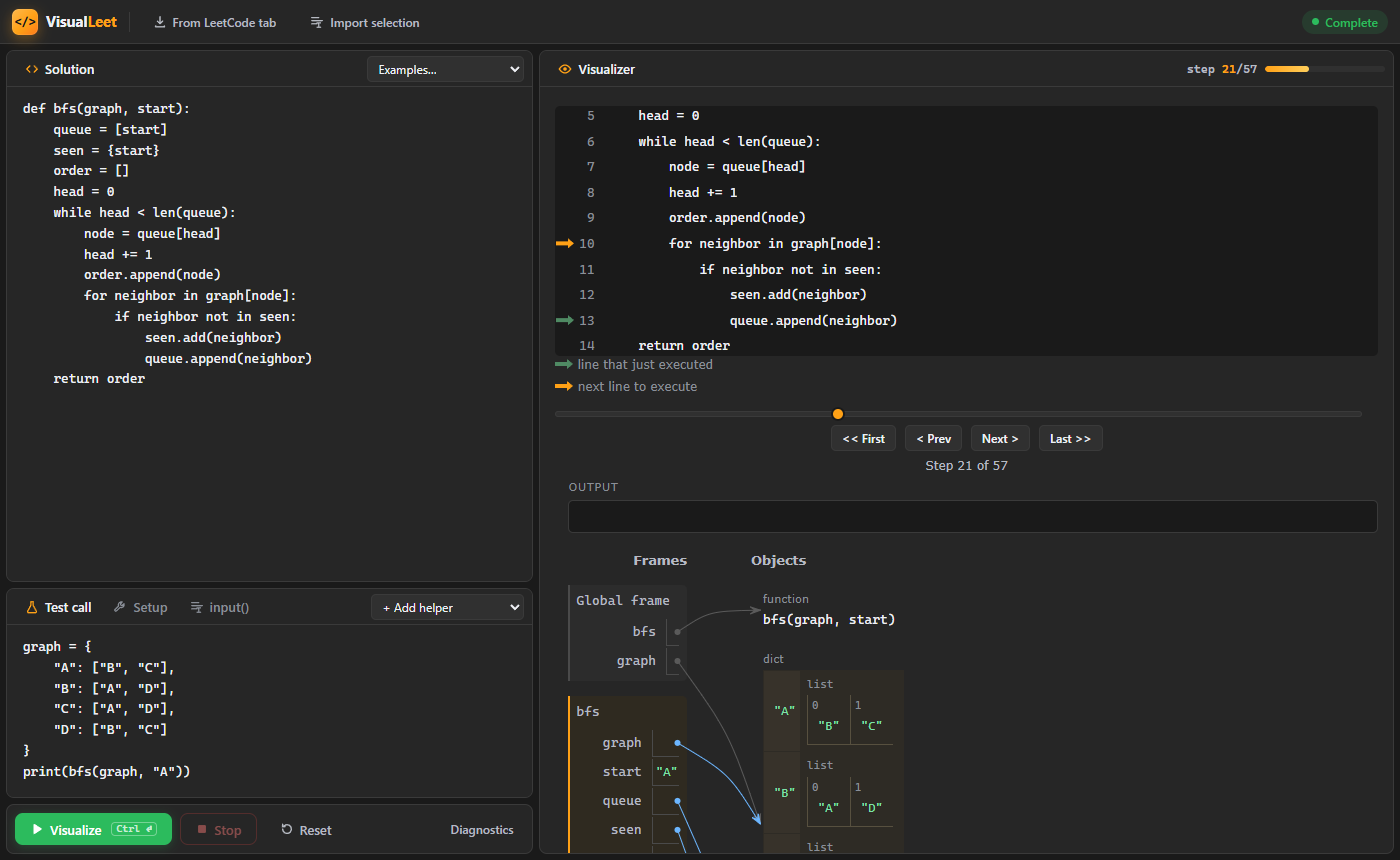 </> VisualLeet
From LeetCode tab
Import selection
Complete
Solution
Examples...
def bfs(graph, start):
    queue = [start]
    seen = {start}
    order = []
    head = 0
    while head < len(queue):
        node = queue[head]
        head += 1
        order.append(node)
        for neighbor in graph[node]:
            if neighbor not in seen:
                seen.add(neighbor)
                queue.append(neighbor)
    return order
Test call
Setup
input()
+ Add helper
graph = {
    "A": ["B", "C"],
    "B": ["A", "D"],
    "C": ["A", "D"],
    "D": ["B", "C"]
}
print(bfs(graph, "A"))
Visualize Ctrl ⏎
Stop
Reset
Diagnostics
Visualizer
step 21/57
5     head = 0
6     while head < len(queue):
7         node = queue[head]
8         head += 1
9         order.append(node)
10         for neighbor in graph[node]:
11             if neighbor not in seen:
12                 seen.add(neighbor)
13                 queue.append(neighbor)
14     return order
line that just executed
next line to execute
<< First
< Prev
Next >
Last >>
Step 21 of 57
OUTPUT
Frames
Objects
Global frame
bfs
graph
function
bfs(graph, start)
bfs
graph
start "A"
queue
seen
dict
"A"
list
0 1
"B" "C"
"B"
list
0 1
"A" "D"
list